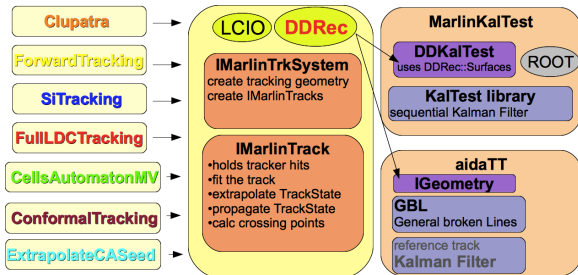 Clupatra
ForwardTracking
SiTracking
FullLDCTracking
CellsAutomatonMV
ConformalTracking
ExtrapolateCASeed
LCIO
DDRec
IMarlinTrkSystem
create tracking geometry
create IMarlinTracks
IMarlinTrack
•holds tracker hits
•fit the track
•extrapolate TrackState
•propagate TrackState
•calc crossing points
MarlinKalTest
DDKalTest
uses DDRec::Surfaces
ROOT
KalTest library
sequential Kalman Filter
aidaTT
IGeometry
GBL
General broken Lines
reference track
Kalman Filter